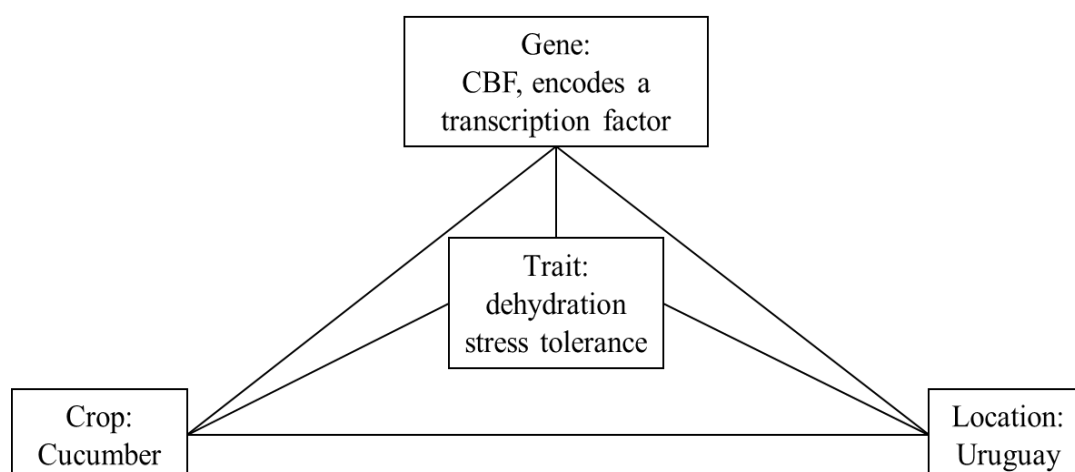 Gene:
CBF, encodes a
transcription factor
Trait:
dehydration
stress tolerance
Crop:
Cucumber
Location:
Uruguay